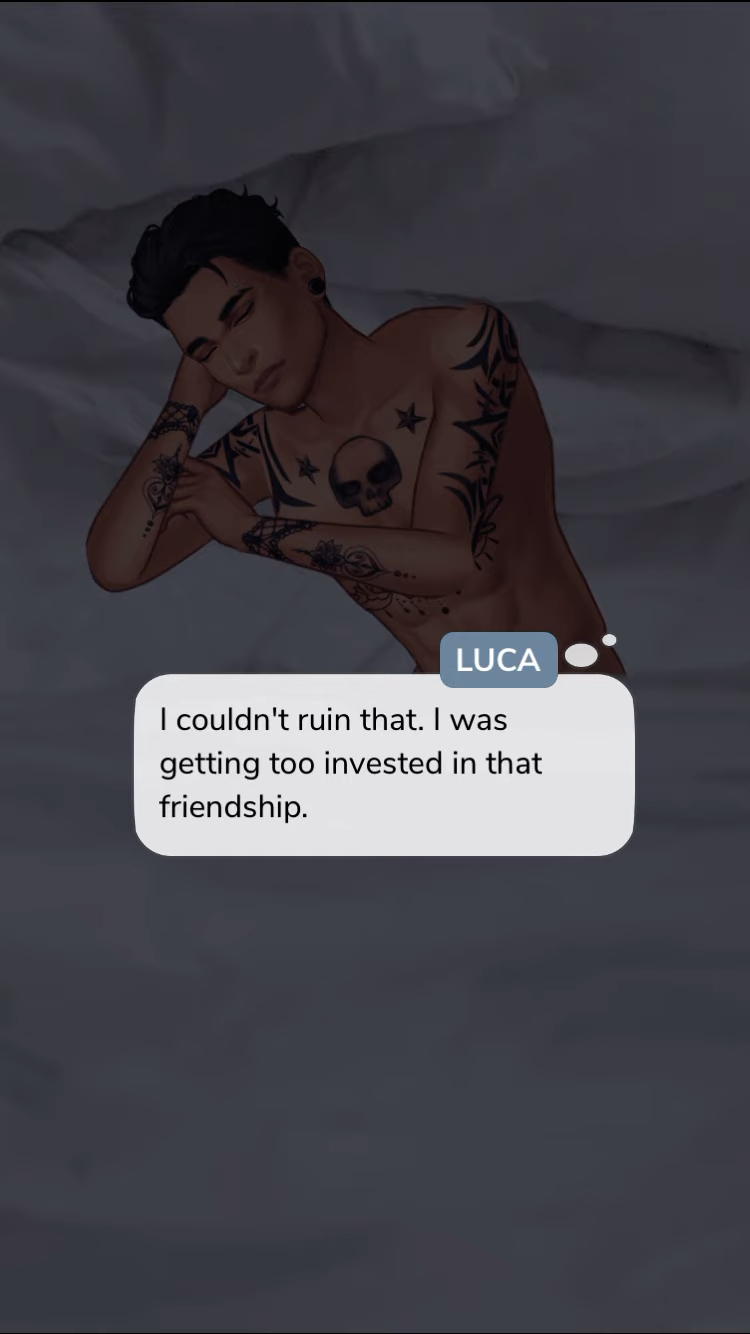 LUCA
I couldn't ruin that. I was
getting too invested in that
friendship.